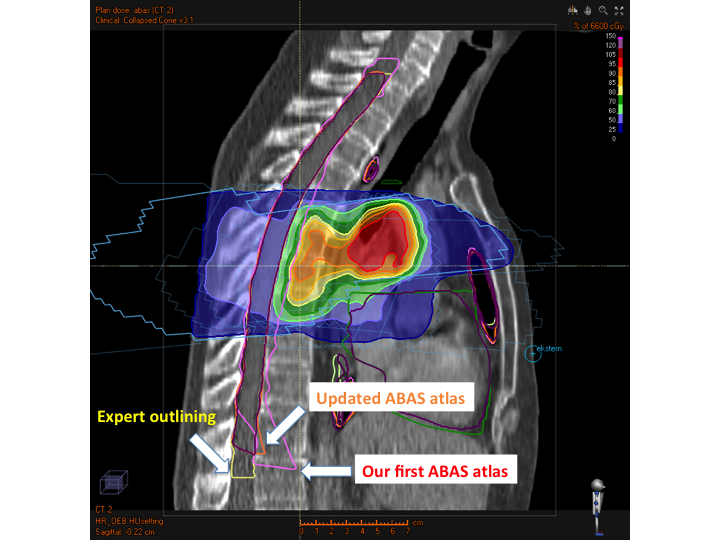 Plan dose: abas (CT 2)
Clinical: Collapsed Cone v3.1
% of 6600 cGy
150
120
105
95
90
85
80
70
60
50
25
0
ekstern
Updated ABAS atlas
Expert outlining
Our first ABAS atlas
CT 2
HR_OEB HUsetting
Sagittal: -0.22 cm
0 1 2 3 4 5 6 7 cm